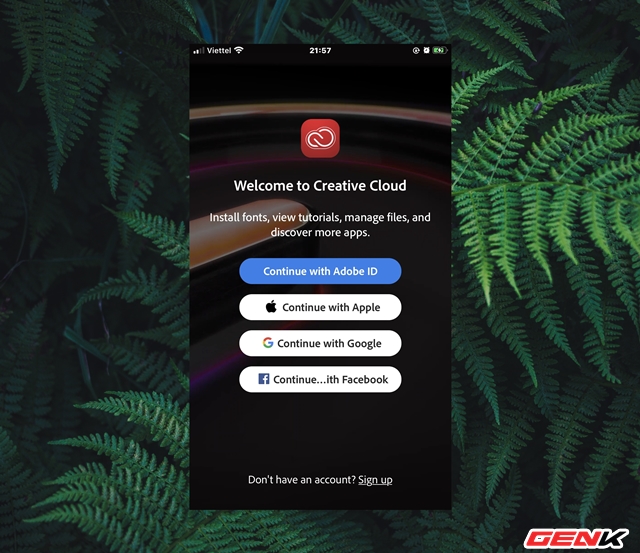 Viettel
21:57
Welcome to Creative Cloud
Install fonts, view tutorials, manage files, and
discover more apps.
Continue with Adobe ID
Continue with Apple
Continue with Google
Continue...ith Facebook
Don't have an account? Sign up
GENK